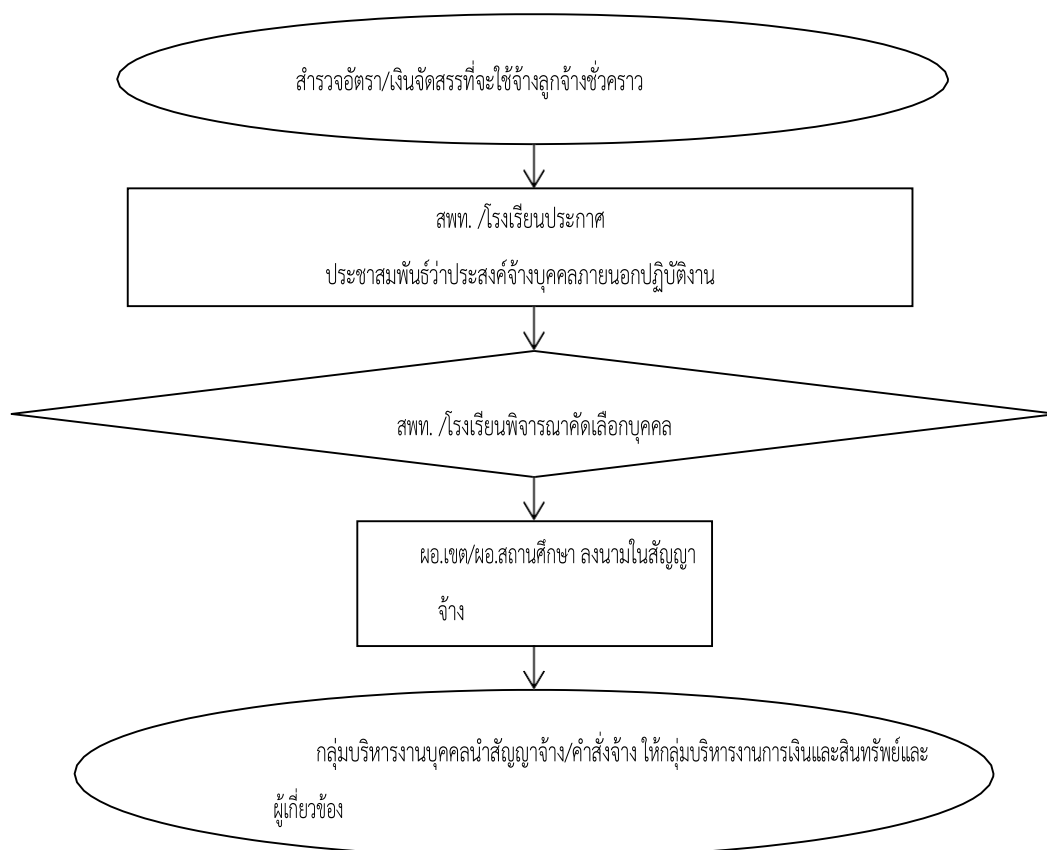 สำรวจอัตรา/เงินจัดสรรที่จะใช้จ้างลูกจ้างชั่วคราว
สพท. /โรงเรียนประกาศ
ประชาสมพันธ์ว่าประสงค์จ้างบุคคลภายนอกปฏิบัติงาน
สพท. /โรงเรียนพิจารณาคัดเลือกบุคคล
ผอ.เขต/ผอ.สถานศึกษา ลงนามในสัญญา
จ้าง
กลุ่มบริหารงานบุคคลนำสัญญาจ้าง/คำสั่งจ้าง ให้กลุ่มบริหารงานการเงินและสินทรัพย์และ
ผู้เกี่ยวข้อง